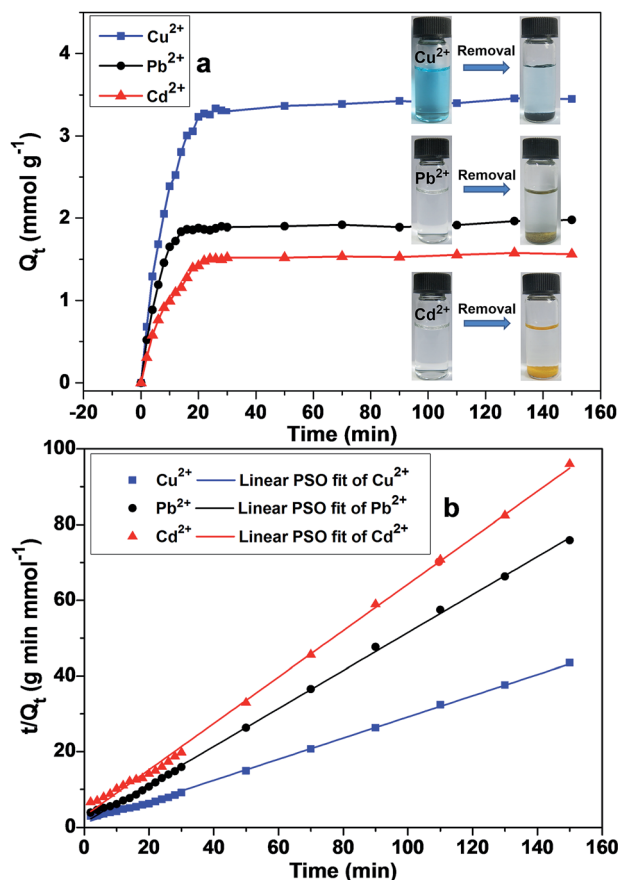 Cu²⁺
Pb²⁺
Cd²⁺
a
Cu²⁺
Removal
Pb²⁺
Removal
Cd²⁺
Removal
4
3
2
1
0
Qₜ (mmol g⁻¹)
-20 0 20 40 60 80 100 120 140 160
Time (min)
Cu²⁺ Linear PSO fit of Cu²⁺
Pb²⁺ Linear PSO fit of Pb²⁺
Cd²⁺ Linear PSO fit of Cd²⁺
b
100
80
60
40
20
0
t/Qₜ (g min mmol⁻¹)
0 20 40 60 80 100 120 140 160
Time (min)